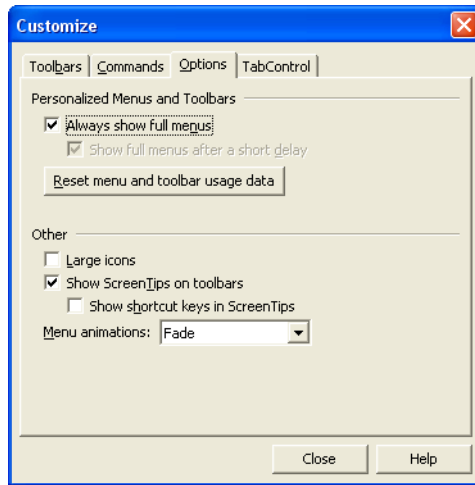 Customize
Toolbars Commands Options TabControl
Personalized Menus and Toolbars
Always show full menus
Show full menus after a short delay
Reset menu and toolbar usage data
Other
Large icons
Show ScreenTips on toolbars
Show shortcut keys in ScreenTips
Menu animations: Fade
Close Help